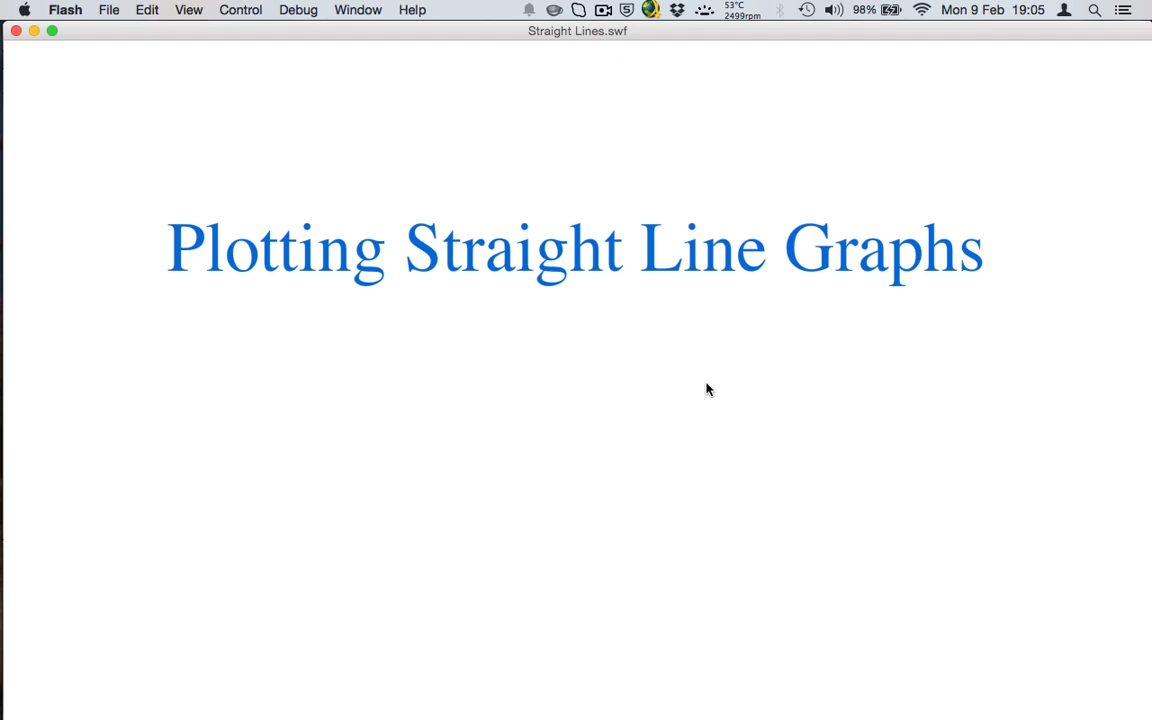 Flash File Edit View Control Debug Window Help 5 53°C 98% Mon 9 Feb 19:05
2499rpm
Straight Lines.swf
Plotting Straight Line Graphs